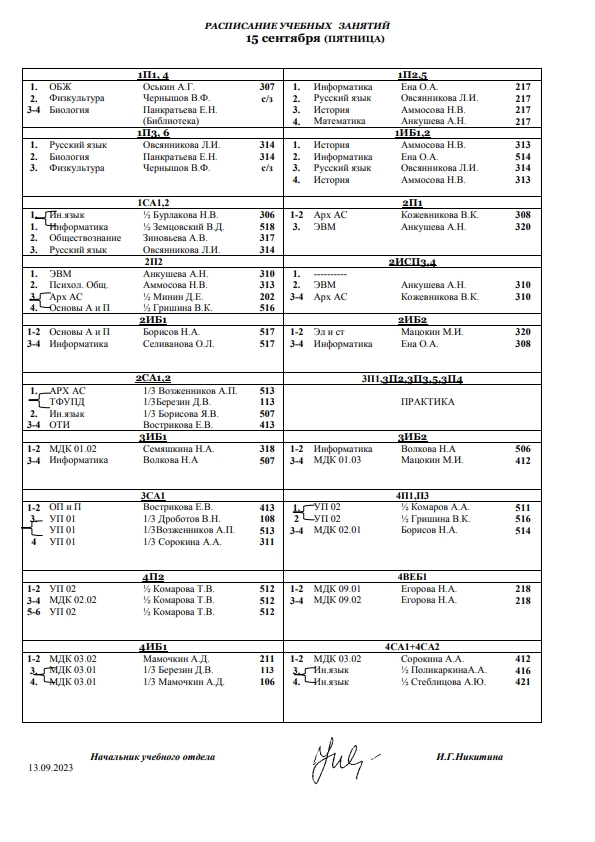 РАСПИСАНИЕ УЧЕБНЫХ ЗАНЯТИЙ
15 сентября (ПЯТНИЦА)
1П1, 4
1. ОБЖ Оськин А.Г. 307
2. Физкультура Чернышов В.Ф. с/з
3-4 Биология Панкратьева Е.Н.
(Библиотека)
1П2,5
1. Информатика Ена О.А. 217
2. Русский язык Овсянникова Л.И. 217
3. История Аммосова Н.В. 217
4. Математика Анкушева А.Н. 217
1П3, 6
1. Русский язык Овсянникова Л.И. 314
2. Биология Панкратьева Е.Н. 314
3. Физкультура Чернышов В.Ф. с/з
1ИБ1,2
1. История Аммосова Н.В. 313
2. Информатика Ена О.А. 514
3. Русский язык Овсянникова Л.И. 314
4. История Аммосова Н.В. 313
1СА1,2
1. Ин.язык ½ Бурлакова Н.В. 306
1. Информатика ½ Земцовский В.Д. 518
2. Обществознание Зиновьева А.В. 317
3. Русский язык Овсянникова Л.И. 314
2П1
1-2 Арх АС Кожевникова В.К. 308
3. ЭВМ Анкушева А.Н. 320
2П2
1. ЭВМ Анкушева А.Н. 310
2. Психол. Общ. Аммосова Н.В. 313
3. Арх АС ½ Минин Д.Е. 202
4. Основы А и П ½ Гришина В.К. 516
2ИСП3,4
1. ----------
2. ЭВМ Анкушева А.Н. 310
3-4 Арх АС Кожевникова В.К. 310
2ИБ1
1-2 Основы А и П Борисов Н.А. 517
3-4 Информатика Селиванова О.Л. 517
2ИБ2
1-2 Эл и ст Мацокин М.И. 320
3-4 Информатика Ена О.А. 308
2СА1,2
1. АРХ АС 1/3 Возженников А.П. 513
ТФУПД 1/3Березин Д.В. 113
2. Ин.язык 1/3 Борисова Я.В. 507
3-4 ОТИ Вострикова Е.В. 413
3П1,3П2,3П3,5,3П4
ПРАКТИКА
3ИБ1
1-2 МДК 01.02 Семяшкина Н.А. 318
3-4 Информатика Волкова Н.А 507
3ИБ2
1-2 Информатика Волкова Н.А 506
3-4 МДК 01.03 Мацокин М.И. 412
3СА1
1-2 ОП и П Вострикова Е.В. 413
3. УП 01 1/3 Дроботов В.Н. 108
УП 01 1/3Возженников А.П. 513
4 УП 01 1/3 Сорокина А.А. 311
4П1,П3
1. УП 02 ½ Комаров А.А. 511
2 УП 02 ½ Гришина В.К. 516
3-4 МДК 02.01 Борисов Н.А. 514
4П2
1-2 УП 02 ½ Комарова Т.В. 512
3-4 МДК 02.02 ½ Комарова Т.В. 512
5-6 УП 02 ½ Комарова Т.В. 512
4ВЕБ1
1-2 МДК 09.01 Егорова Н.А. 218
3-4 МДК 09.02 Егорова Н.А. 218
4ИБ1
1-2 МДК 03.02 Мамочкин А.Д. 211
3. МДК 03.01 1/3 Березин Д.В. 113
4. МДК 03.01 1/3 Мамочкин А.Д. 106
4СА1+4СА2
1-2 МДК 03.02 Сорокина А.А. 412
3. Ин.язык ½ ПоликаркинаА.А. 416
4. Ин.язык ½ Стеблицова А.Ю. 421
Начальник учебного отдела И.Г.Никитина
13.09.2023